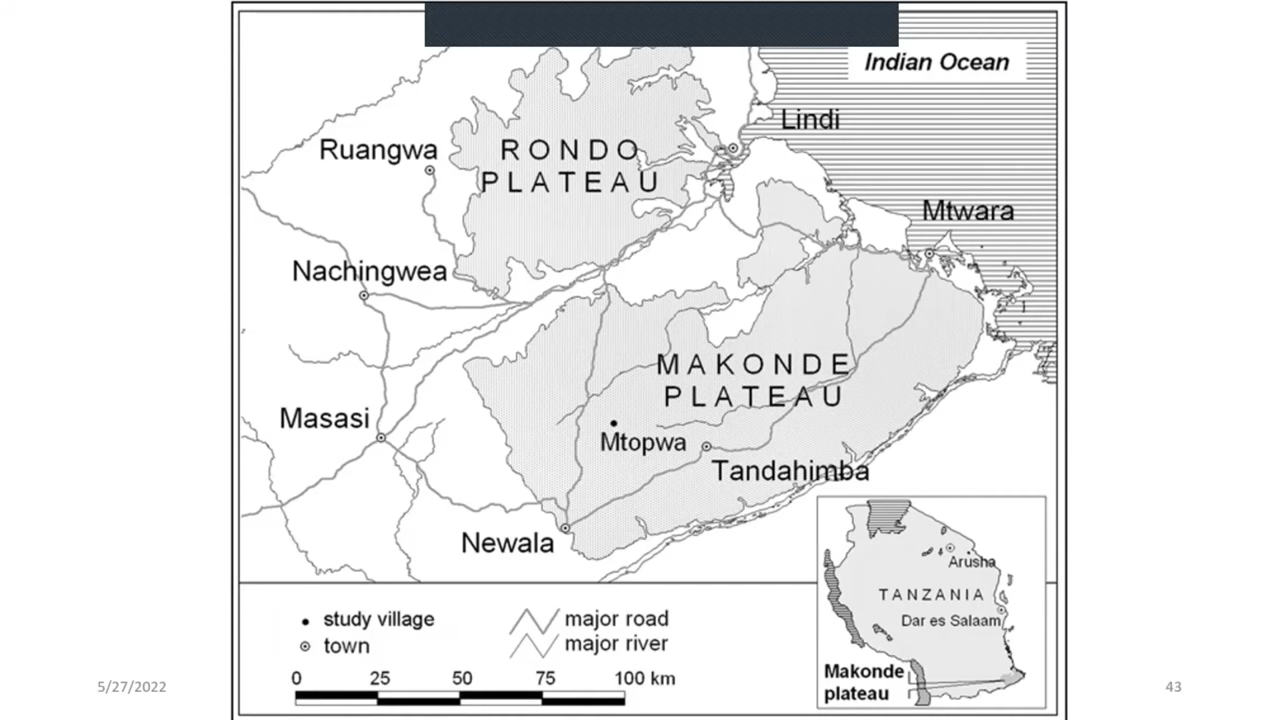 Indian Ocean
Lindi
Ruangwa
RONDO
PLATEAU
Mtwara
Nachingwea
MAKONDE
PLATEAU
Masasi
Mtopwa
Tandahimba
Newala
Arusha
TANZANIA
Dar es Salaam
Makonde
plateau
study village
major road
town
major river
0 25 50 75 100 km
5/27/2022
43